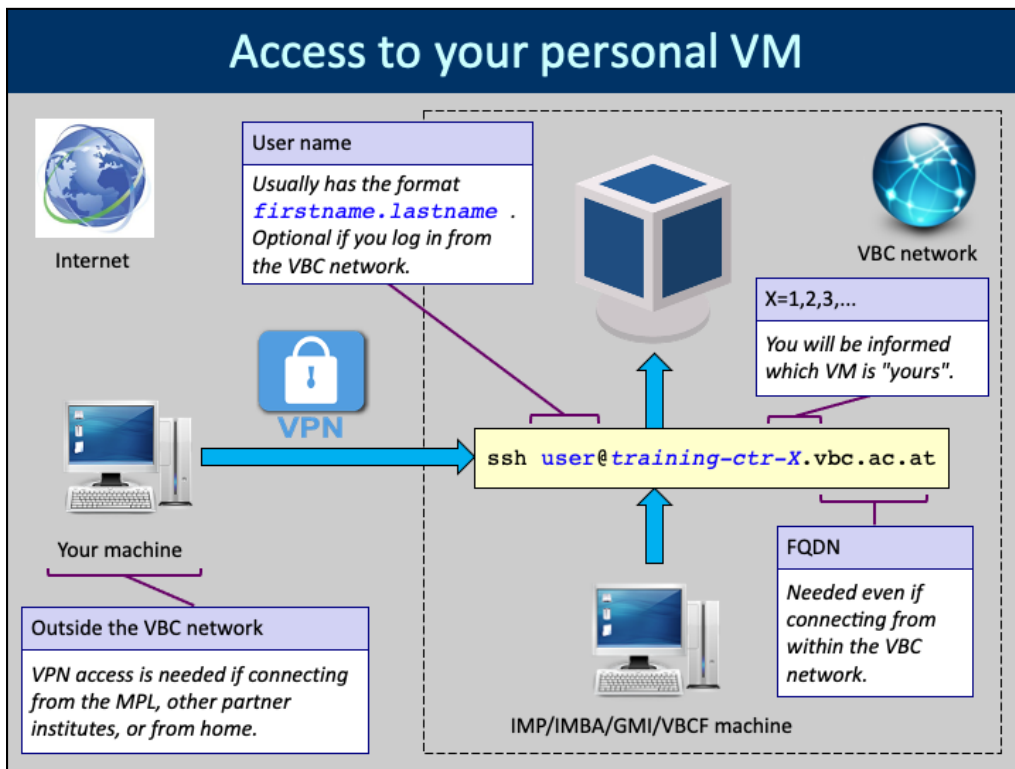 Access to your personal VM
Internet
User name
Usually has the format
firstname.lastname .
Optional if you log in from
the VBC network.
VBC network
X=1,2,3,...
You will be informed
which VM is "yours".
VPN
ssh user@training-ctr-X.vbc.ac.at
Your machine
Outside the VBC network
VPN access is needed if connecting
from the MPL, other partner
institutes, or from home.
FQDN
Needed even if
connecting from
within the VBC
network.
IMP/IMBA/GMI/VBCF machine